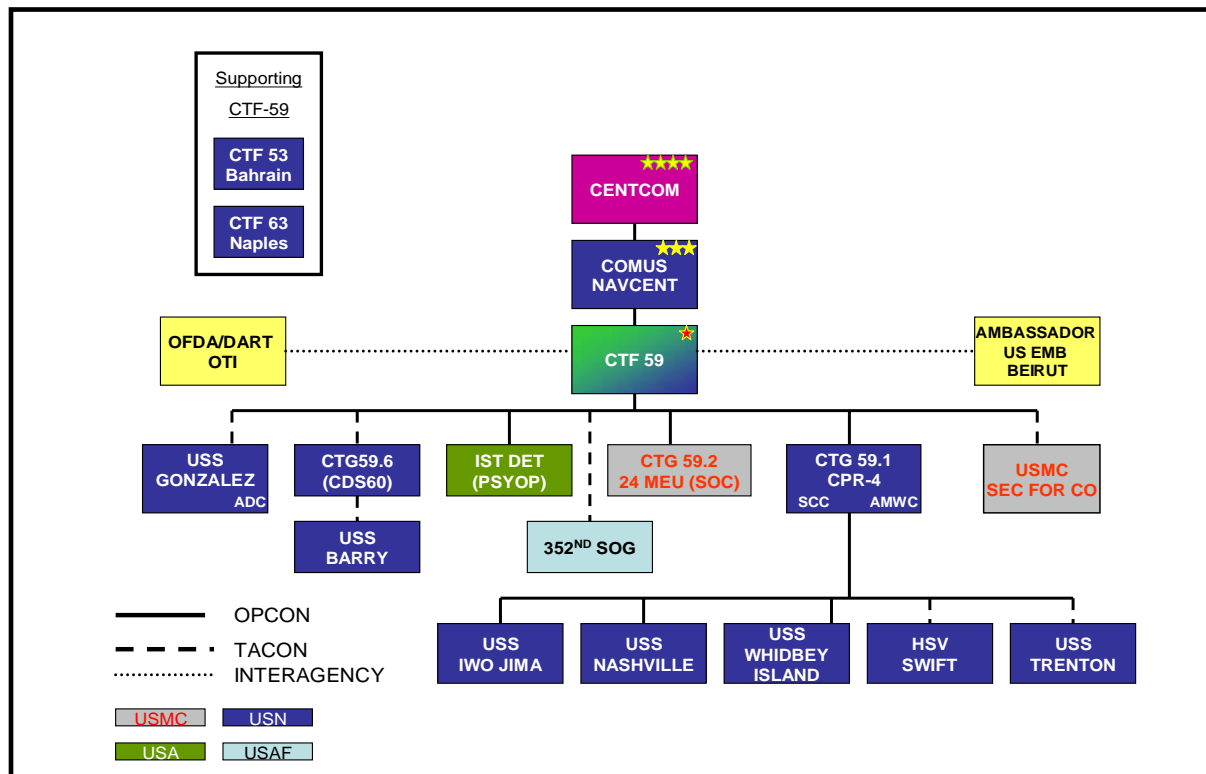 Supporting
CTF-59
CTF 53
Bahrain
CTF 63
Naples
CENTCOM
COMUS
NAVCENT
OFDA/DART
OTI
CTF 59
AMBASSADOR
US EMB
BEIRUT
USS
GONZALEZ
ADC
CTG59.6
(CDS60)
USS
BARRY
IST DET
(PSYOP)
352ND SOG
CTG 59.2
24 MEU (SOC)
CTG 59.1
CPR-4
SCC AMWC
USMC
SEC FOR CO
USS
IWO JIMA
USS
NASHVILLE
USS
WHIDBEY
ISLAND
HSV
SWIFT
USS
TRENTON
OPCON
TACON
INTERAGENCY
USMC
USN
USA
USAF